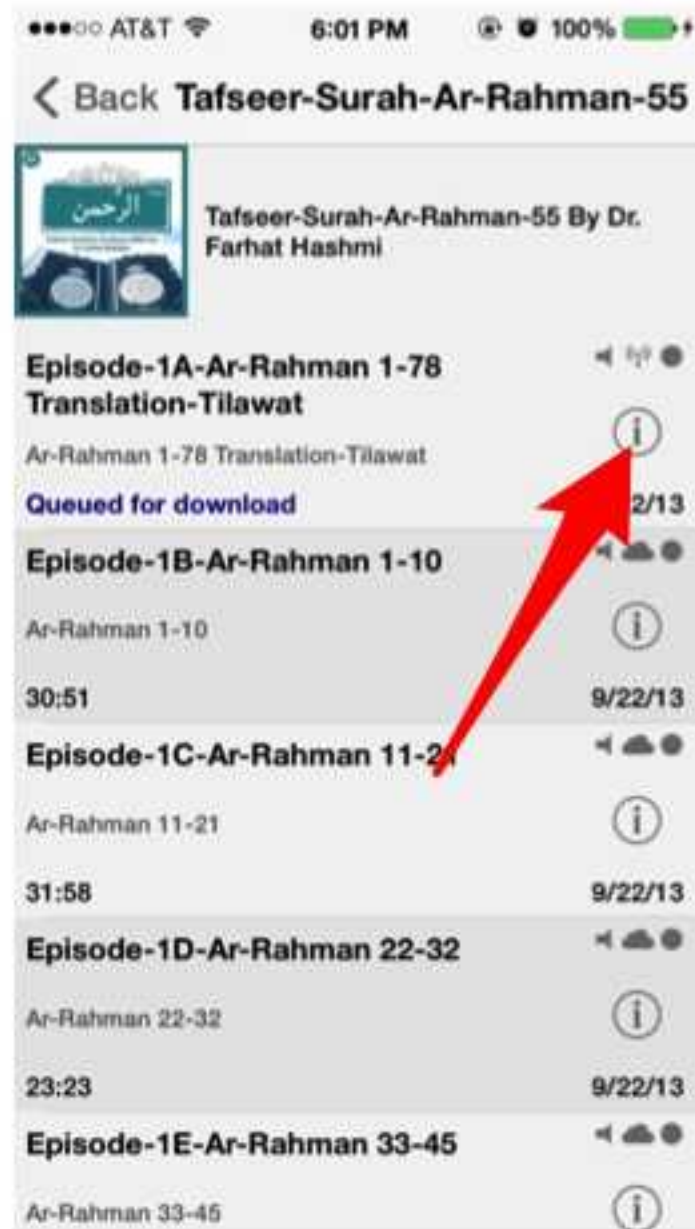 AT&T 6:01 PM 100%
Back Tafseer-Surah-Ar-Rahman-55
الرحمن
Tafseer-Surah-Ar-Rahman-55 By Dr.
Farhat Hashmi
Episode-1A-Ar-Rahman 1-78
Translation-Tilawat
Ar-Rahman 1-78 Translation-Tilawat
Queued for download 2/13
Episode-1B-Ar-Rahman 1-10
Ar-Rahman 1-10
30:51 9/22/13
Episode-1C-Ar-Rahman 11-21
Ar-Rahman 11-21
31:58 9/22/13
Episode-1D-Ar-Rahman 22-32
Ar-Rahman 22-32
23:23 9/22/13
Episode-1E-Ar-Rahman 33-45
Ar-Rahman 33-45